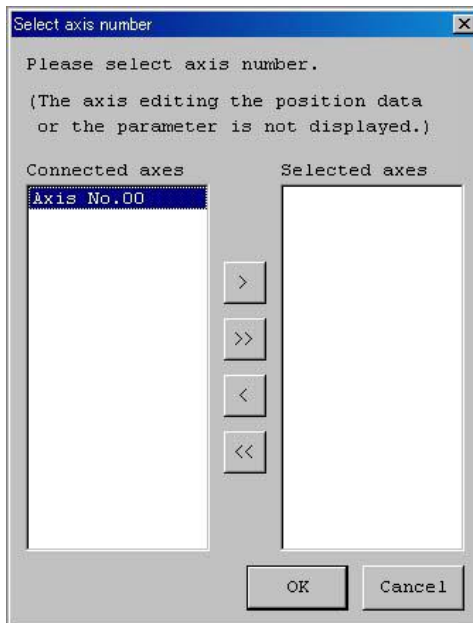 Select axis number
Please select axis number.
(The axis editing the position data
or the parameter is not displayed.)
Connected axes
Selected axes
Axis No.00
>
>>
<
<<
OK
Cancel